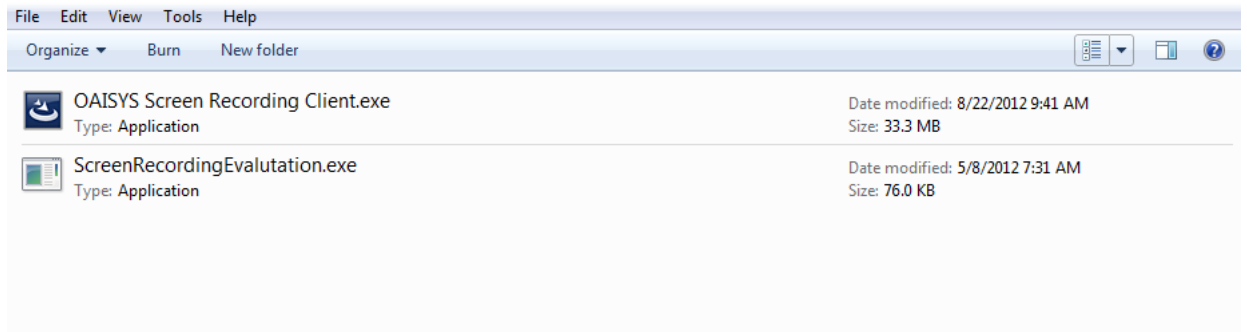 File Edit View Tools Help
Organize Burn New folder
OAISYS Screen Recording Client.exe
Type: Application
Date modified: 8/22/2012 9:41 AM
Size: 33.3 MB
ScreenRecordingEvalutation.exe
Type: Application
Date modified: 5/8/2012 7:31 AM
Size: 76.0 KB